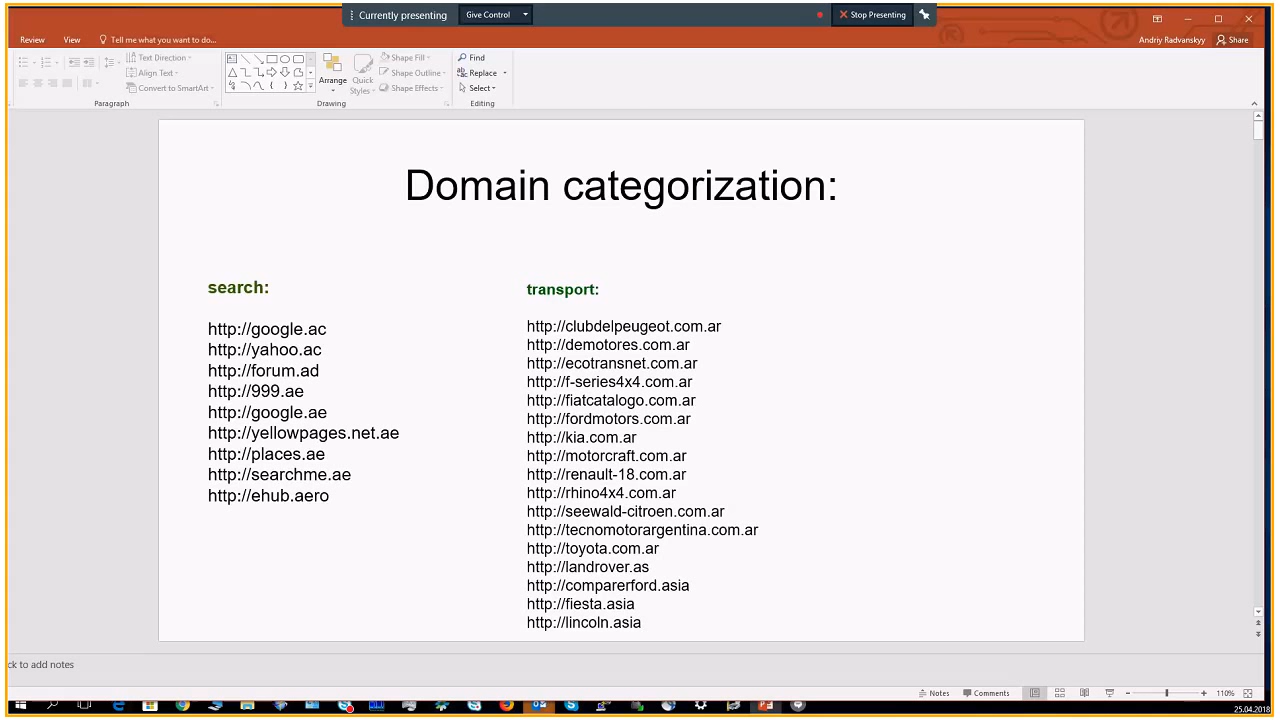 Currently presenting
Give Control
Stop Presenting
Review
View
Tell me what you want to do...
Andriy Radvanskyy
Share
Text Direction
Align Text
Convert to SmartArt
Paragraph
Arrange
Quick
Styles
Shape Fill
Shape Outline
Shape Effects
Drawing
Find
Replace
Select
Editing
Domain categorization:
search:
http://google.ac
http://yahoo.ac
http://forum.ad
http://999.ae
http://google.ae
http://yellowpages.net.ae
http://places.ae
http://searchme.ae
http://ehub.aero
transport:
http://clubdelpeugeot.com.ar
http://demotores.com.ar
http://ecotransnet.com.ar
http://f-series4x4.com.ar
http://fiatcatalogo.com.ar
http://fordmotors.com.ar
http://kia.com.ar
http://motorcraft.com.ar
http://renault-18.com.ar
http://rhino4x4.com.ar
http://seewald-citroen.com.ar
http://tecnomotorargentina.com.ar
http://toyota.com.ar
http://landrover.as
http://comparerford.asia
http://fiesta.asia
http://lincoln.asia
ck to add notes
Notes
Comments
110%
25.04.2018